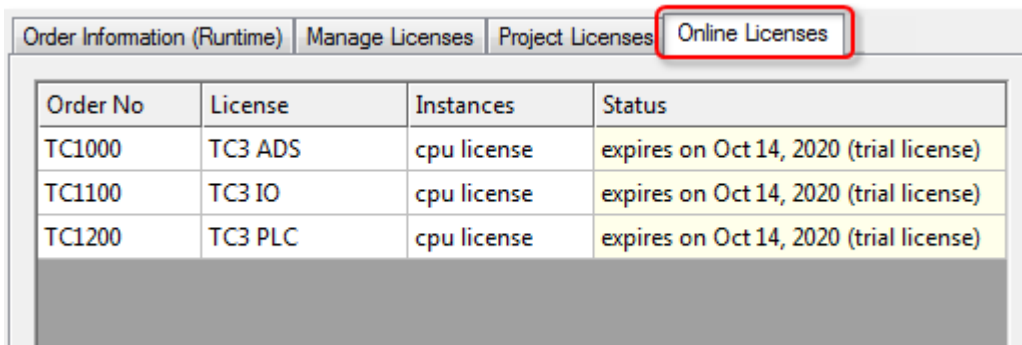 Order Information (Runtime) Manage Licenses Project Licenses Online Licenses
Order No License Instances Status
TC1000 TC3 ADS cpu license expires on Oct 14, 2020 (trial license)
TC1100 TC3 IO cpu license expires on Oct 14, 2020 (trial license)
TC1200 TC3 PLC cpu license expires on Oct 14, 2020 (trial license)